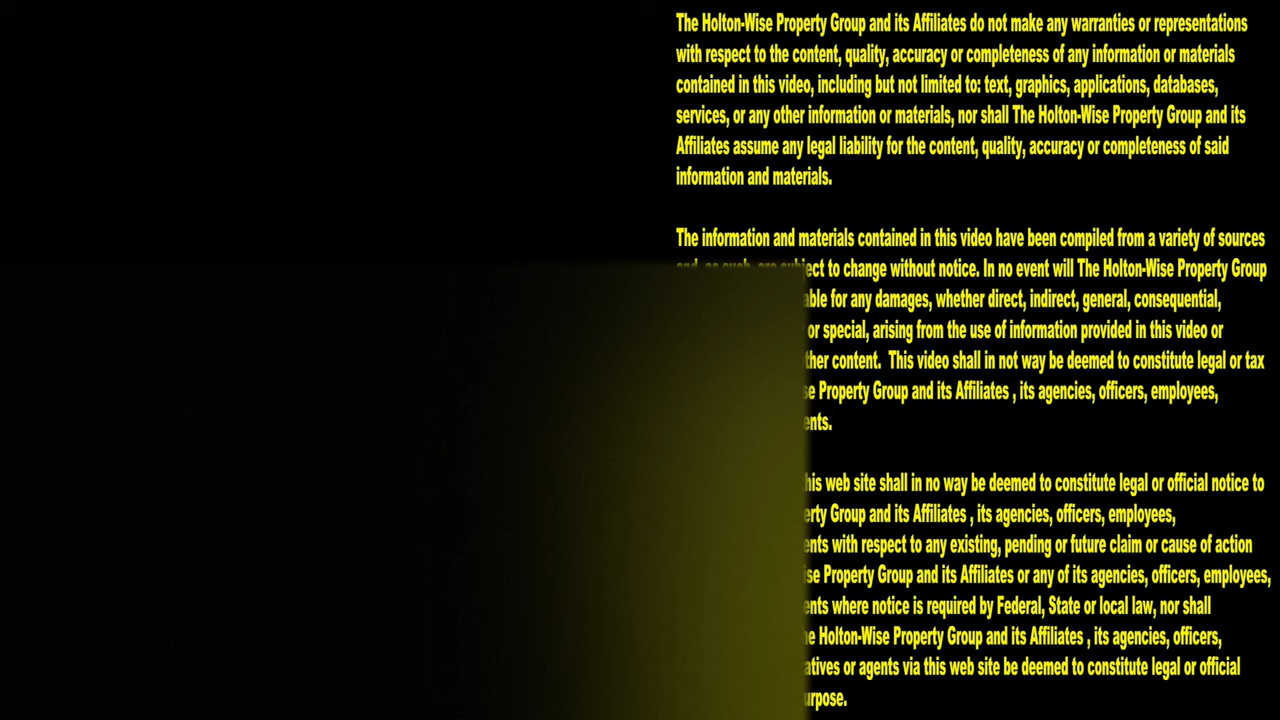 The Holton-Wise Property Group and its Affiliates do not make any warranties or representations
with respect to the content, quality, accuracy or completeness of any information or materials
contained in this video, including but not limited to: text, graphics, applications, databases,
services, or any other information or materials, nor shall The Holton-Wise Property Group and its
Affiliates assume any legal liability for the content, quality, accuracy or completeness of said
information and materials.
The information and materials contained in this video have been compiled from a variety of sources
and, as such, are subject to change without notice. In no event will The Holton-Wise Property Group
for any damages, whether direct, indirect, general, consequential,
or special, arising from the use of information provided in this video or
content. This video shall in not way be deemed to constitute legal or tax
Property Group and its Affiliates , its agencies, officers, employees,
web site shall in no way be deemed to constitute legal or official notice to
Group and its Affiliates , its agencies, officers, employees,
with respect to any existing, pending or future claim or cause of action
Property Group and its Affiliates or any of its agencies, officers, employees,
where notice is required by Federal, State or local law, nor shall
Holton-Wise Property Group and its Affiliates , its agencies, officers,
or agents via this web site be deemed to constitute legal or official